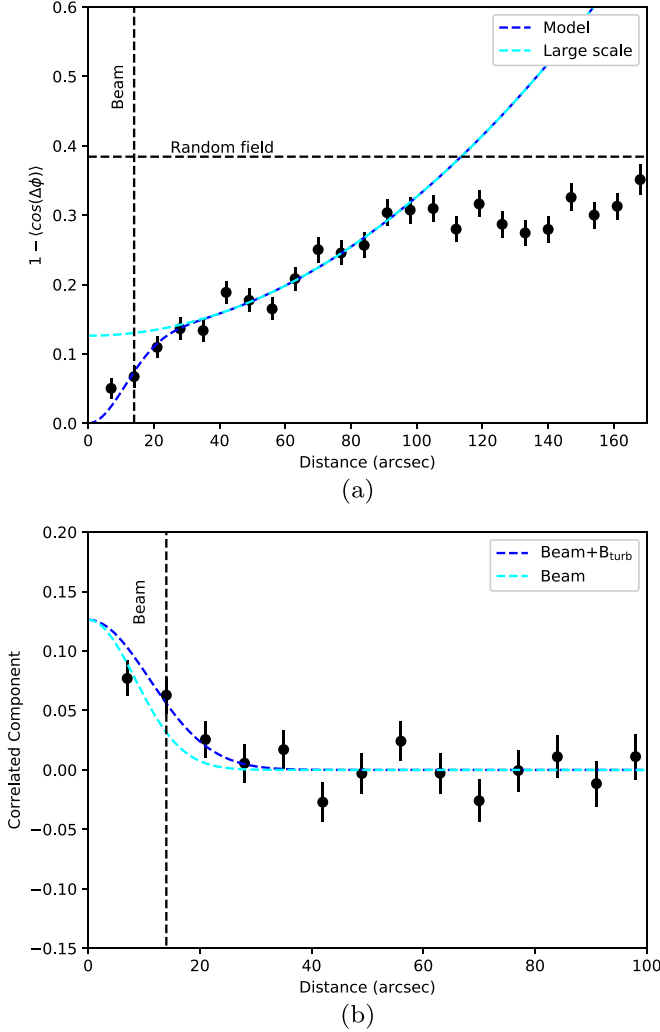 0.6
0.5
0.4
0.3
0.2
0.1
0.0
1 − ⟨cos(Δϕ)⟩
Beam
Random field
Model
Large scale
0 20 40 60 80 100 120 140 160
Distance (arcsec)
(a)
0.20
0.15
0.10
0.05
0.00
−0.05
−0.10
−0.15
Correlated Component
Beam
Beam+B_turb
Beam
0 20 40 60 80 100
Distance (arcsec)
(b)